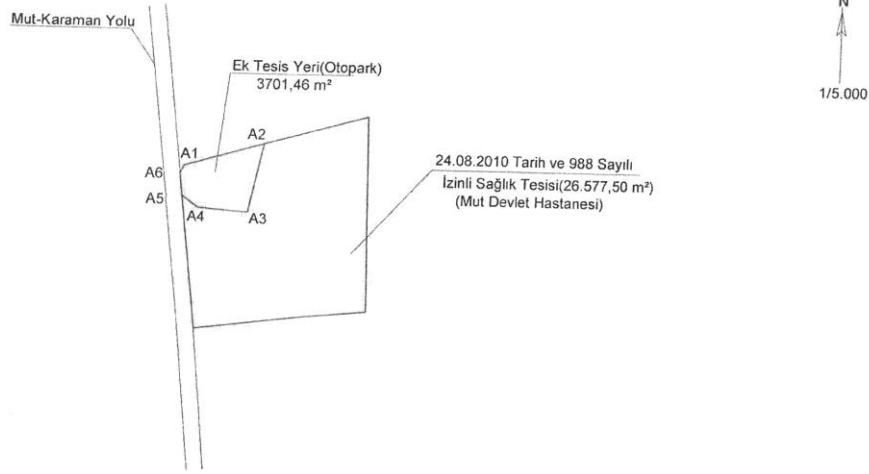 N
Mut-Karaman Yolu
Ek Tesis Yeri(Otopark)
3701,46 m²
1/5.000
A2
A1
24.08.2010 Tarih ve 988 Sayılı
A6
İzinli Sağlık Tesisi(26.577,50 m²)
A5
(Mut Devlet Hastanesi)
A4
A3